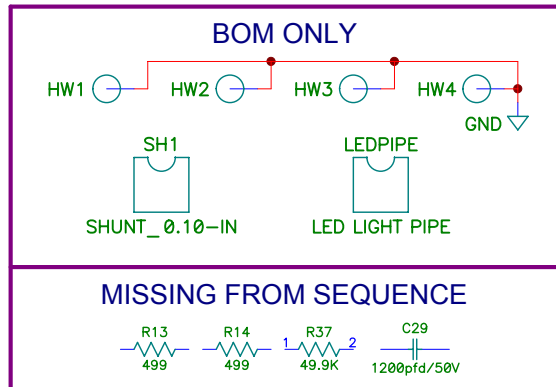 BOM ONLY
HW1 HW2 HW3 HW4
GND
SH1 LEDPIPE
SHUNT_0.10-IN LED LIGHT PIPE
MISSING FROM SEQUENCE
R13 R14 R37 C29
1 2
499 499 49.9K 1200pfd/50V